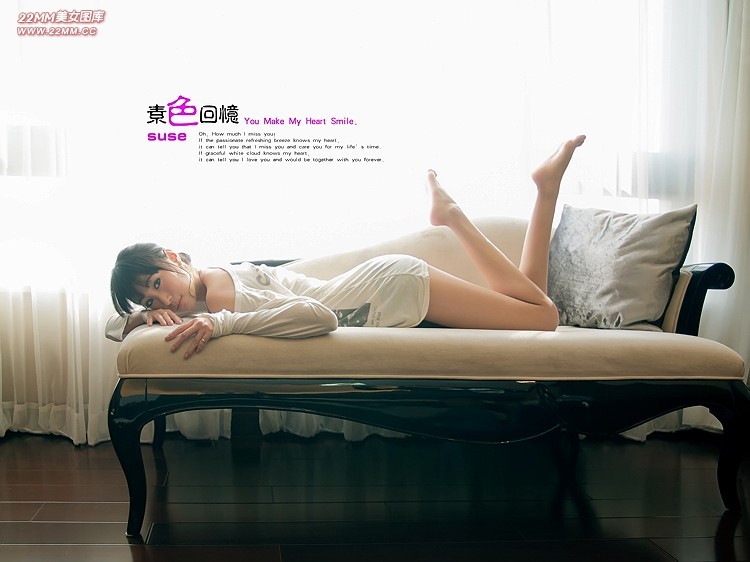 22MM美女图库
WWW.22MM.CC
素色回憶 You Make My Heart Smile.
suse
Oh, How much I miss you;
If the passionate refreshing breeze knows my heart,
it can tell you that I miss you and care you for my life's time.
If graceful white cloud knows my heart,
it can tell you I love you and would be together with you forever.